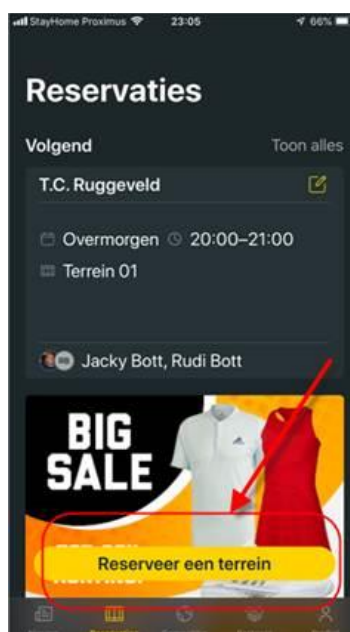 StayHome Proximus 23:05 66%
Reservaties
Volgend Toon alles
T.C. Ruggeveld
Overmorgen 20:00–21:00
Terrein 01
Jacky Bott, Rudi Bott
BIG
SALE
Reserveer een terrein